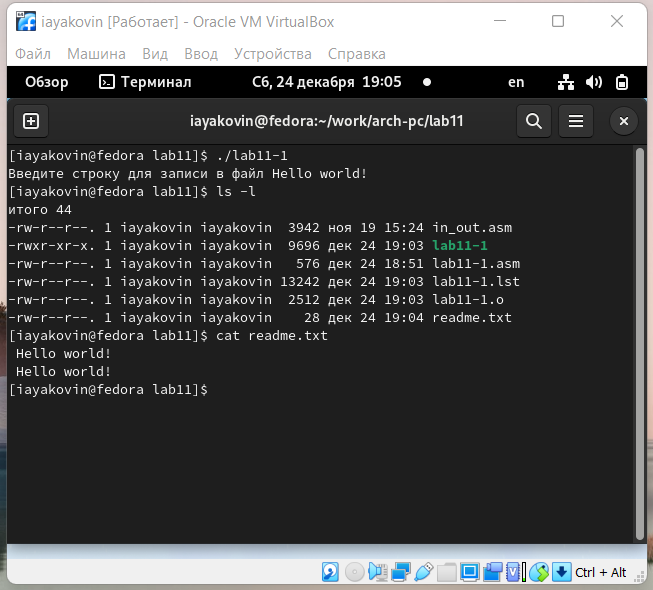 iayakovin [Работает] - Oracle VM VirtualBox
Файл Машина Вид Ввод Устройства Справка
Обзор Терминал Сб, 24 декабря 19:05 en
iayakovin@fedora:~/work/arch-pc/lab11
[iayakovin@fedora lab11]$ ./lab11-1
Введите строку для записи в файл Hello world!
[iayakovin@fedora lab11]$ ls -l
итого 44
-rw-r--r--. 1 iayakovin iayakovin  3942 ноя 19 15:24 in_out.asm
-rwxr-xr-x. 1 iayakovin iayakovin  9696 дек 24 19:03 lab11-1
-rw-r--r--. 1 iayakovin iayakovin   576 дек 24 18:51 lab11-1.asm
-rw-r--r--. 1 iayakovin iayakovin 13242 дек 24 19:03 lab11-1.lst
-rw-r--r--. 1 iayakovin iayakovin  2512 дек 24 19:03 lab11-1.o
-rw-r--r--. 1 iayakovin iayakovin    28 дек 24 19:04 readme.txt
[iayakovin@fedora lab11]$ cat readme.txt
 Hello world!
 Hello world!
[iayakovin@fedora lab11]$
Ctrl + Alt